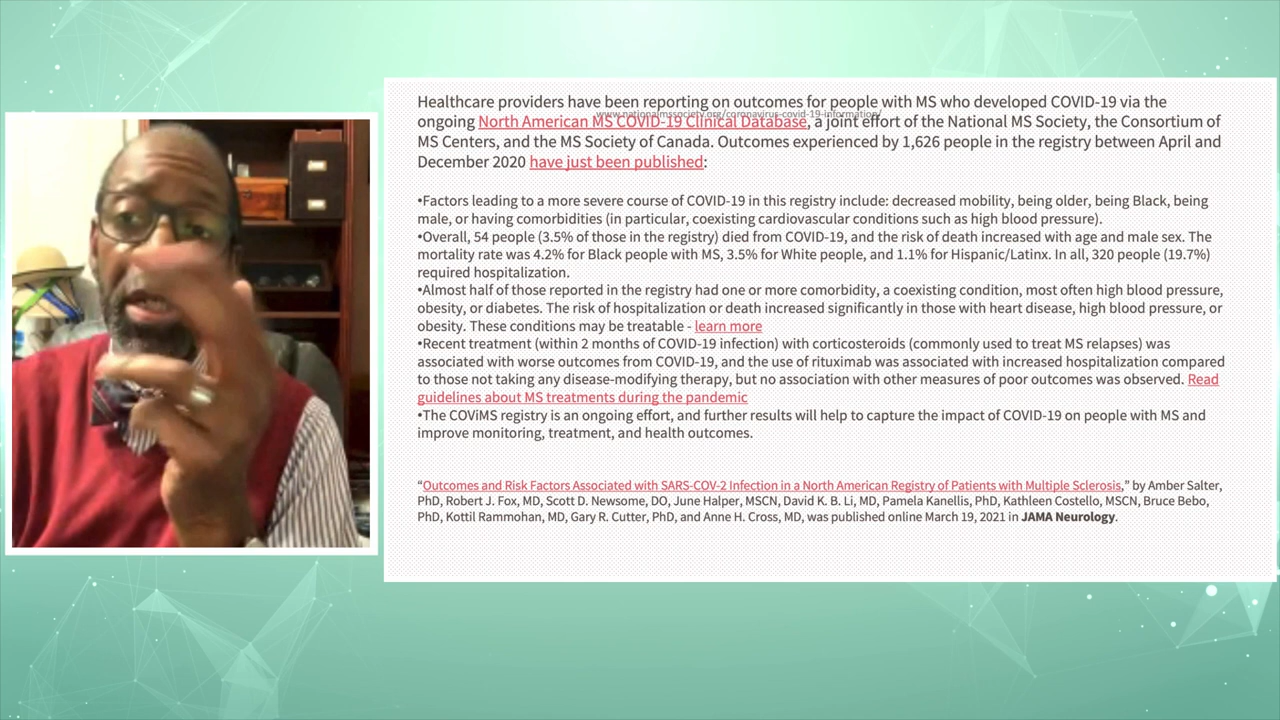 Healthcare providers have been reporting on outcomes for people with MS who developed COVID-19 via the
www.nationalmssociety.org/coronavirus-covid-19-information/
ongoing North American MS COVID-19 Clinical Database, a joint effort of the National MS Society, the Consortium of
MS Centers, and the MS Society of Canada. Outcomes experienced by 1,626 people in the registry between April and
December 2020 have just been published:
•Factors leading to a more severe course of COVID-19 in this registry include: decreased mobility, being older, being Black, being
male, or having comorbidities (in particular, coexisting cardiovascular conditions such as high blood pressure).
•Overall, 54 people (3.5% of those in the registry) died from COVID-19, and the risk of death increased with age and male sex. The
mortality rate was 4.2% for Black people with MS, 3.5% for White people, and 1.1% for Hispanic/Latinx. In all, 320 people (19.7%)
required hospitalization.
•Almost half of those reported in the registry had one or more comorbidity, a coexisting condition, most often high blood pressure,
obesity, or diabetes. The risk of hospitalization or death increased significantly in those with heart disease, high blood pressure, or
obesity. These conditions may be treatable - learn more
•Recent treatment (within 2 months of COVID-19 infection) with corticosteroids (commonly used to treat MS relapses) was
associated with worse outcomes from COVID-19, and the use of rituximab was associated with increased hospitalization compared
to those not taking any disease-modifying therapy, but no association with other measures of poor outcomes was observed. Read
guidelines about MS treatments during the pandemic
•The COViMS registry is an ongoing effort, and further results will help to capture the impact of COVID-19 on people with MS and
improve monitoring, treatment, and health outcomes.
“Outcomes and Risk Factors Associated with SARS-COV-2 Infection in a North American Registry of Patients with Multiple Sclerosis,” by Amber Salter,
PhD, Robert J. Fox, MD, Scott D. Newsome, DO, June Halper, MSCN, David K. B. Li, MD, Pamela Kanellis, PhD, Kathleen Costello, MSCN, Bruce Bebo,
PhD, Kottil Rammohan, MD, Gary R. Cutter, PhD, and Anne H. Cross, MD, was published online March 19, 2021 in JAMA Neurology.